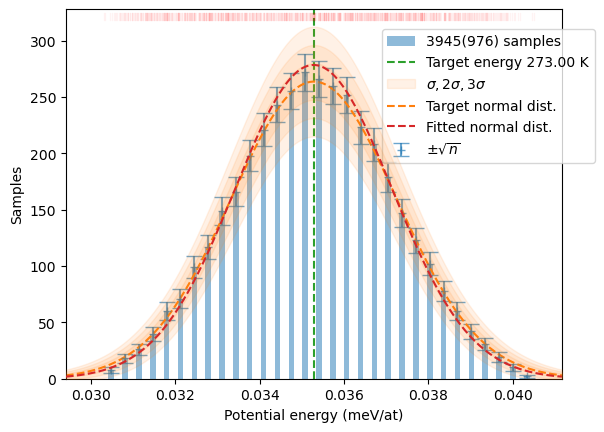 3945(976) samples
Target energy 273.00 K
σ, 2σ, 3σ
Target normal dist.
Fitted normal dist.
±√n
Samples
300
250
200
150
100
50
0
0.030 0.032 0.034 0.036 0.038 0.040
Potential energy (meV/at)